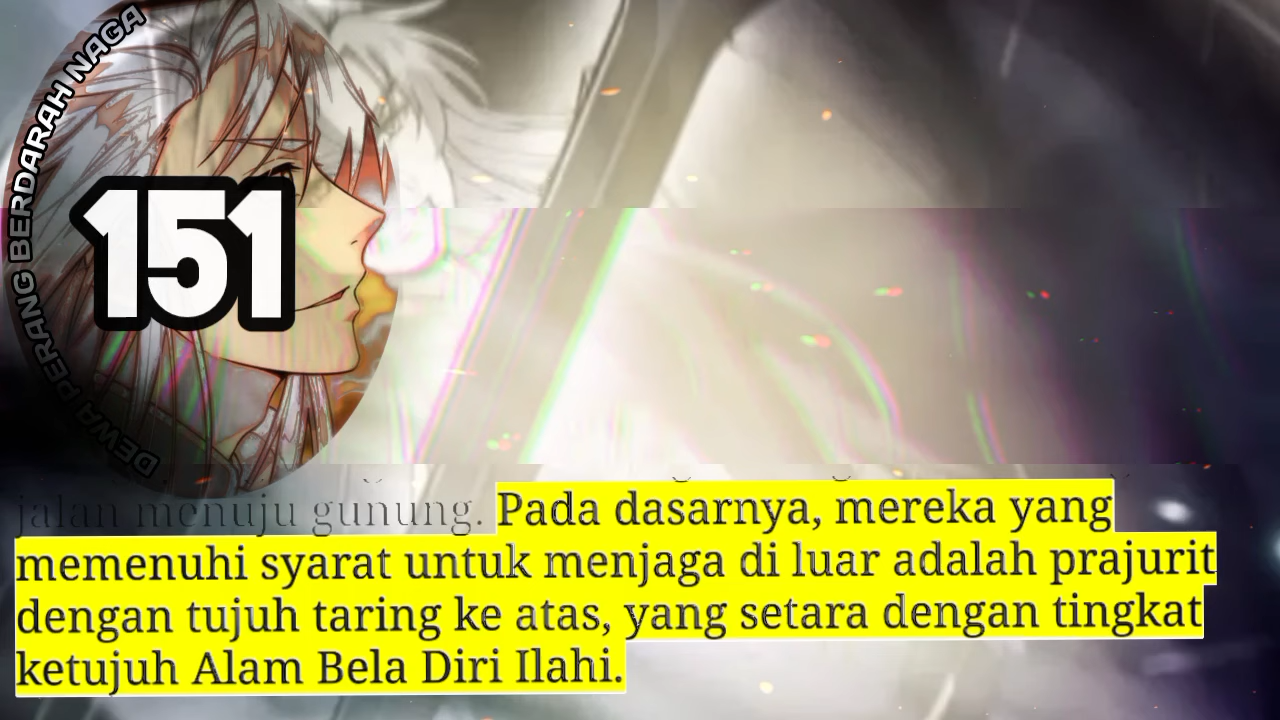 DEWA PERANG BERDARAH NAGA
151
jalan menuju gunung. Pada dasarnya, mereka yang
memenuhi syarat untuk menjaga di luar adalah prajurit
dengan tujuh taring ke atas, yang setara dengan tingkat
ketujuh Alam Bela Diri Ilahi.